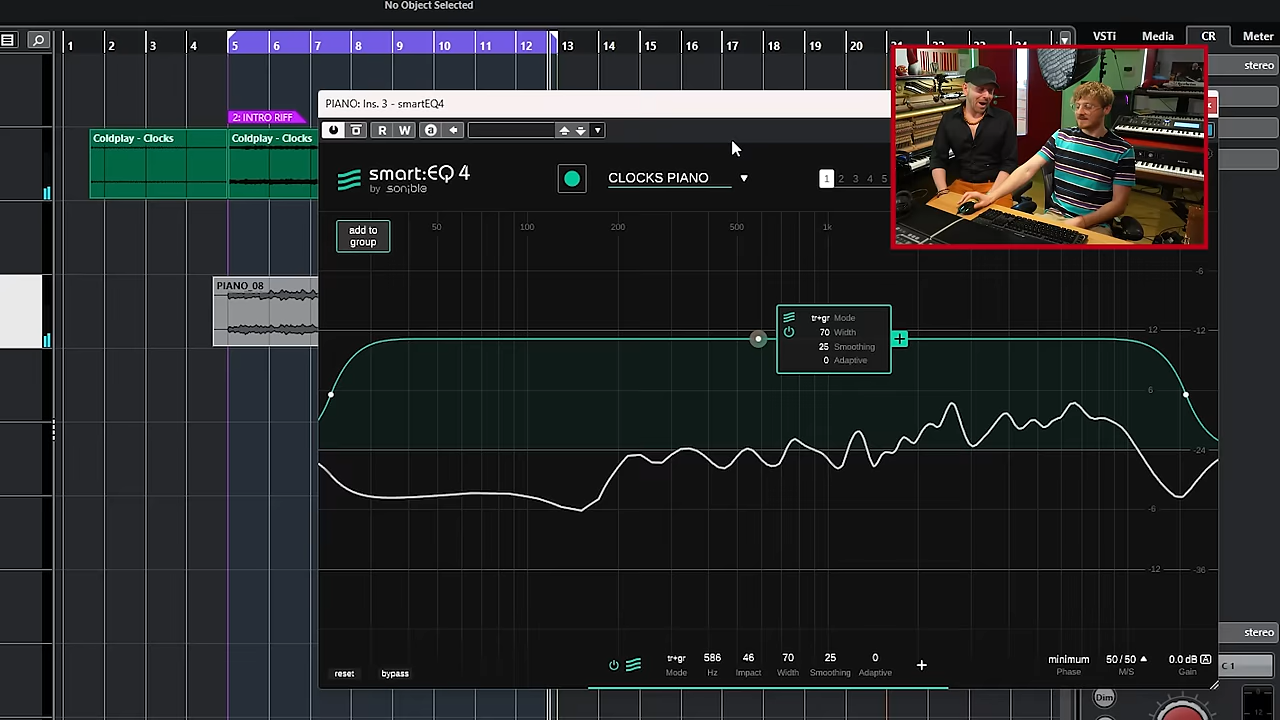 No Object Selected
1 2 3 4 5 6 7 8 9 10 11 12 13 14 15 16 17 18 19 20
VSTi Media CR Meter
stereo
PIANO: Ins. 3 - smartEQ4
2: INTRO RIFF
R W a
Coldplay - Clocks
Coldplay - Clocks
smart:EQ 4
by sonible
CLOCKS PIANO
1 2 3 4 5
add to
group
50 100 200 500 1k
-6
PIANO_08
tr+gr Mode
70 Width
25 Smoothing
0 Adaptive
12 -12
6
-24
-6
-12 -36
stereo
reset
bypass
tr+gr 586 46 70 25 0
Mode Hz Impact Width Smoothing Adaptive
minimum 50/50 0.0 dB A
Phase M/S Gain
C 1
Dim